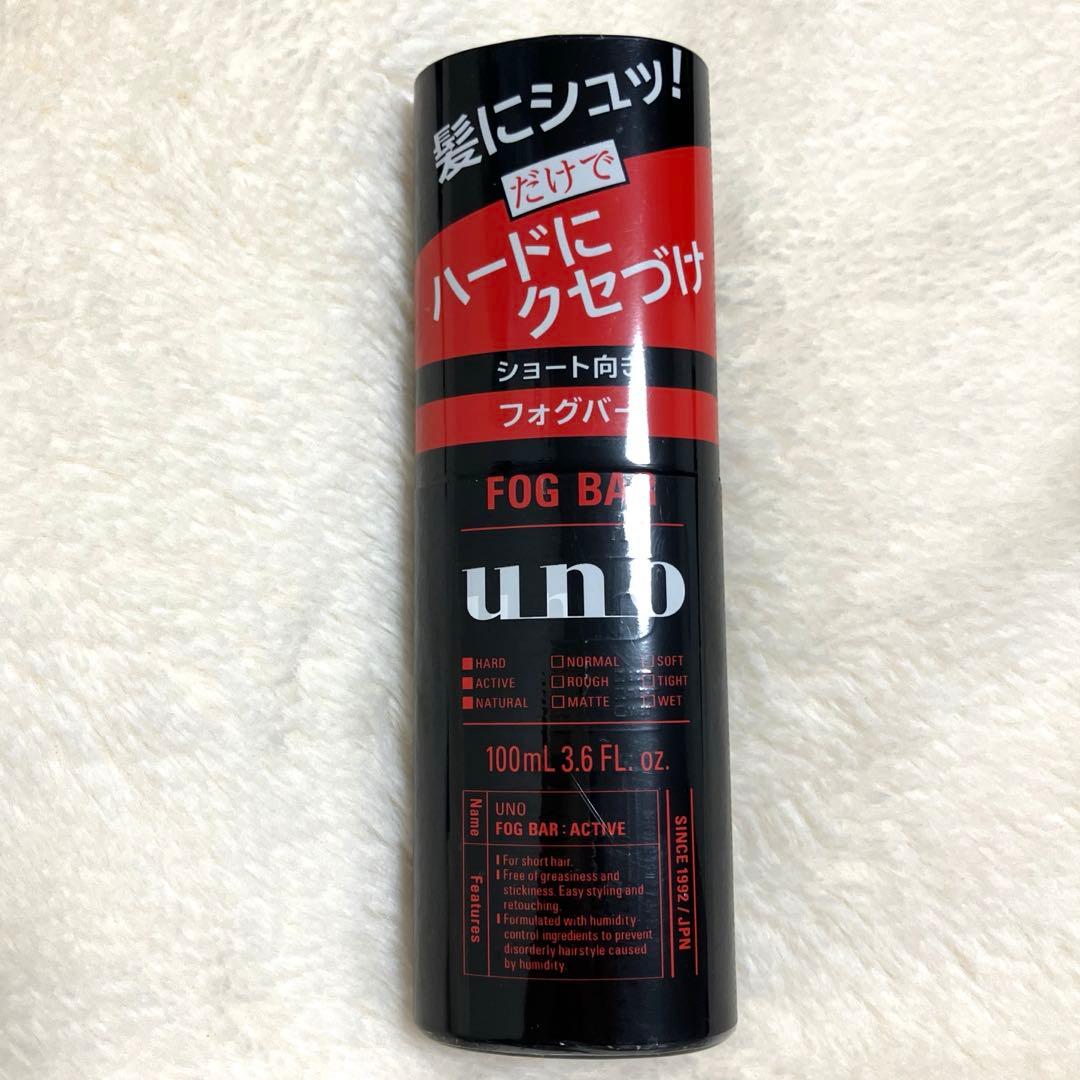 髪にシュッ!
だけで
ハードに
クセづけ
ショート向き
フォグバー
FOG BAR
uno
■ HARD □ NORMAL □ SOFT
■ ACTIVE □ ROUGH □ TIGHT
■ NATURAL □ MATTE □ WET
100mL 3.6 FL. oz.
Name
UNO
FOG BAR : ACTIVE
Features
For short hair.
Free of greasiness and
stickiness. Easy styling and
retouching.
Formulated with humidity-
control ingredients to prevent
disorderly hairstyle caused
by humidity.
SINCE 1992 / JPN